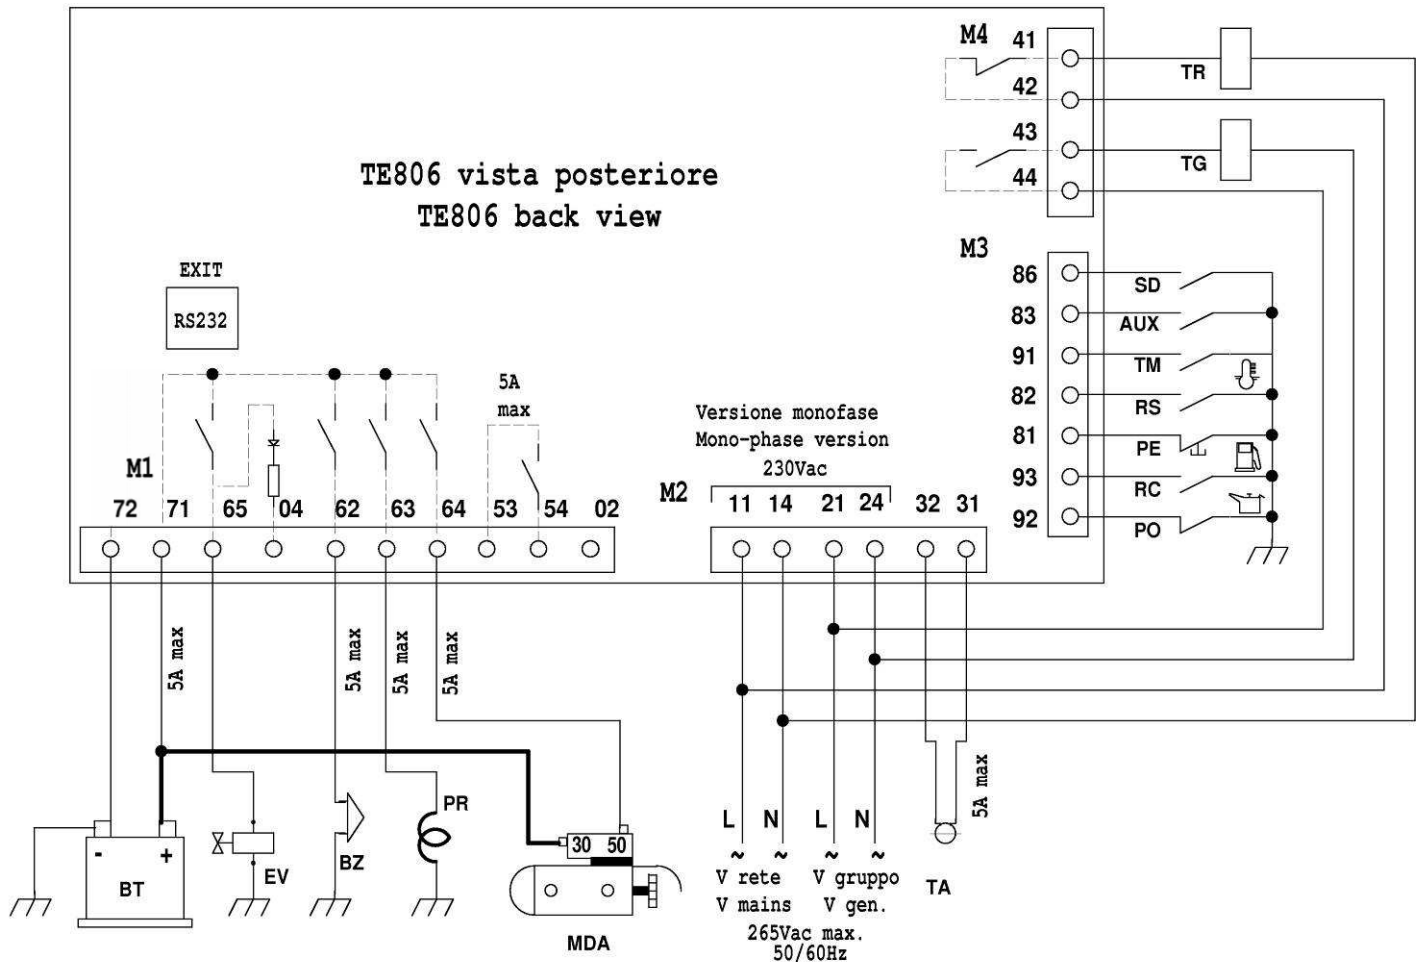 M4 41
42
43
44
TR
TG
TE806 vista posteriore
TE806 back view
M3
86
83
91
82
81
93
92
SD
AUX
TM
RS
PE
RC
PO
EXIT
RS232
5A
max
M1
72 71 65 04 62 63 64 53 54 02
Versione monofase
Mono-phase version
230Vac
M2 11 14 21 24 32 31
5A max
5A max
5A max
5A max
5A max
- +
BT
EV
BZ
PR
30 50
MDA
L N L N
~ ~ ~ ~
V rete V gruppo
V mains V gen.
265Vac max.
50/60Hz
TA